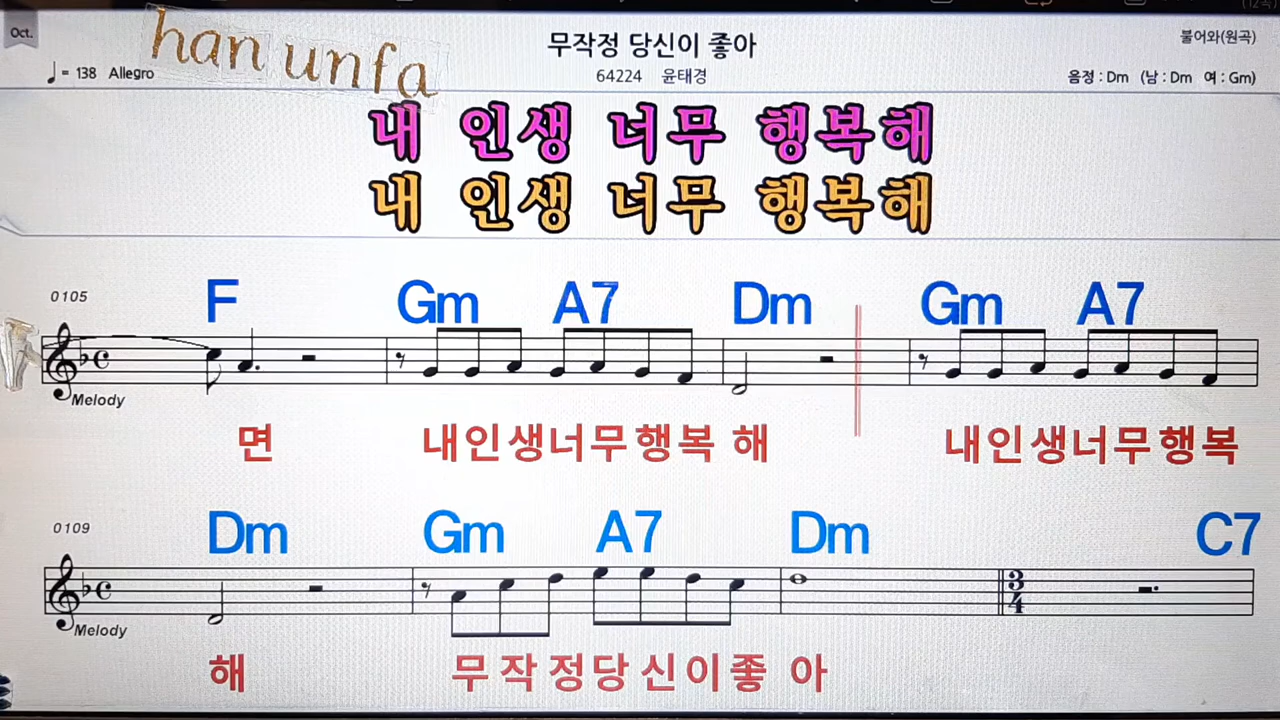 Oct.
han unfa
무작정 당신이 좋아
불어와(원곡)
♩= 138 Allegro
64224 윤태경
음정 : Dm (남 : Dm 여 : Gm)
내 인생 너무 행복해
내 인생 너무 행복해
0105
F Gm A7 Dm Gm A7
Melody
면 내인생너무행복 해 내인생너무행복
0109
Dm Gm A7 Dm C7
3
4
Melody
해 무작정당신이좋 아